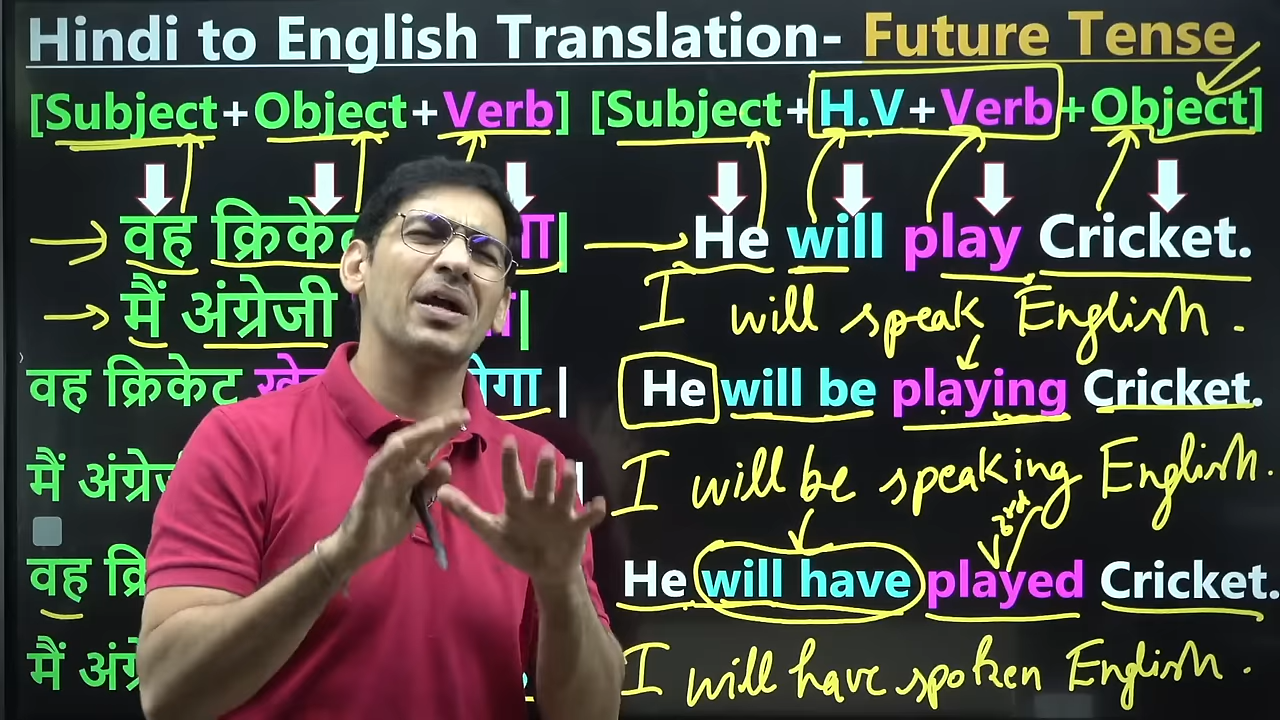 Hindi to English Translation- Future Tense
[Subject+Object+Verb] [Subject+H.V+Verb+Object]
वह क्रिकेट | He will play Cricket.
मैं अंग्रेजी | I will speak English.
वह क्रिकेट | He will be playing Cricket.
मैं | I will be speaking English.
3rd
वह He will have played Cricket.
मैं I will have spoken English.